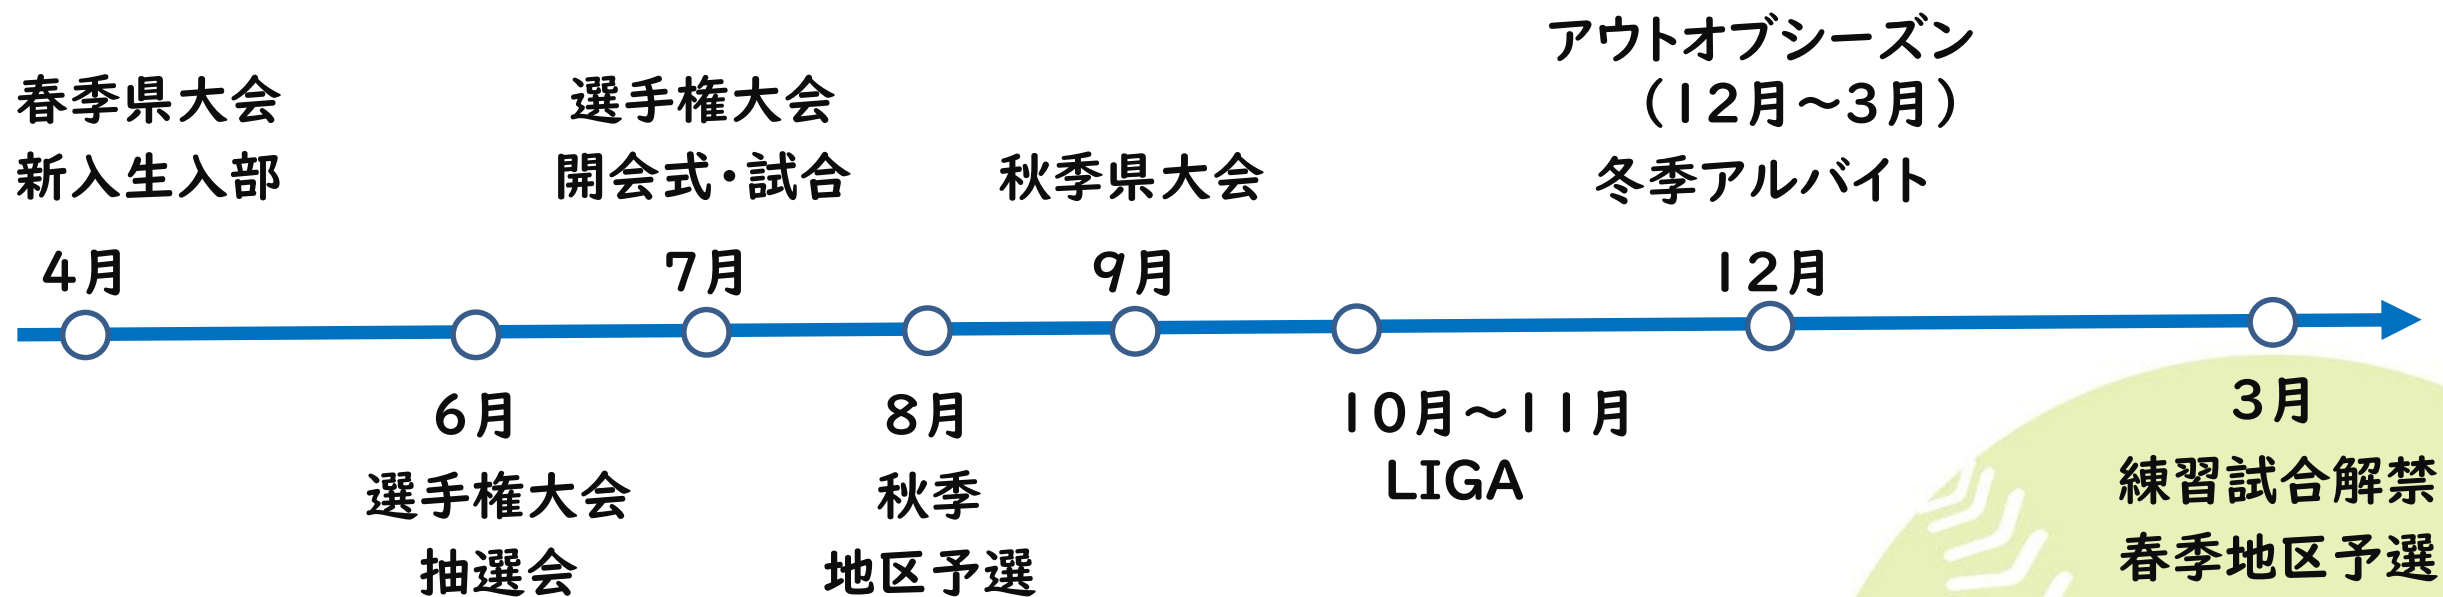 春季県大会
新入生入部
4月
6月
選手権大会
抽選会
選手権大会
開会式・試合
7月
8月
秋季
地区予選
秋季県大会
9月
10月～11月
LIGA
アウトオブシーズン
（12月～3月）
冬季アルバイト
12月
3月
練習試合解禁
春季地区予選